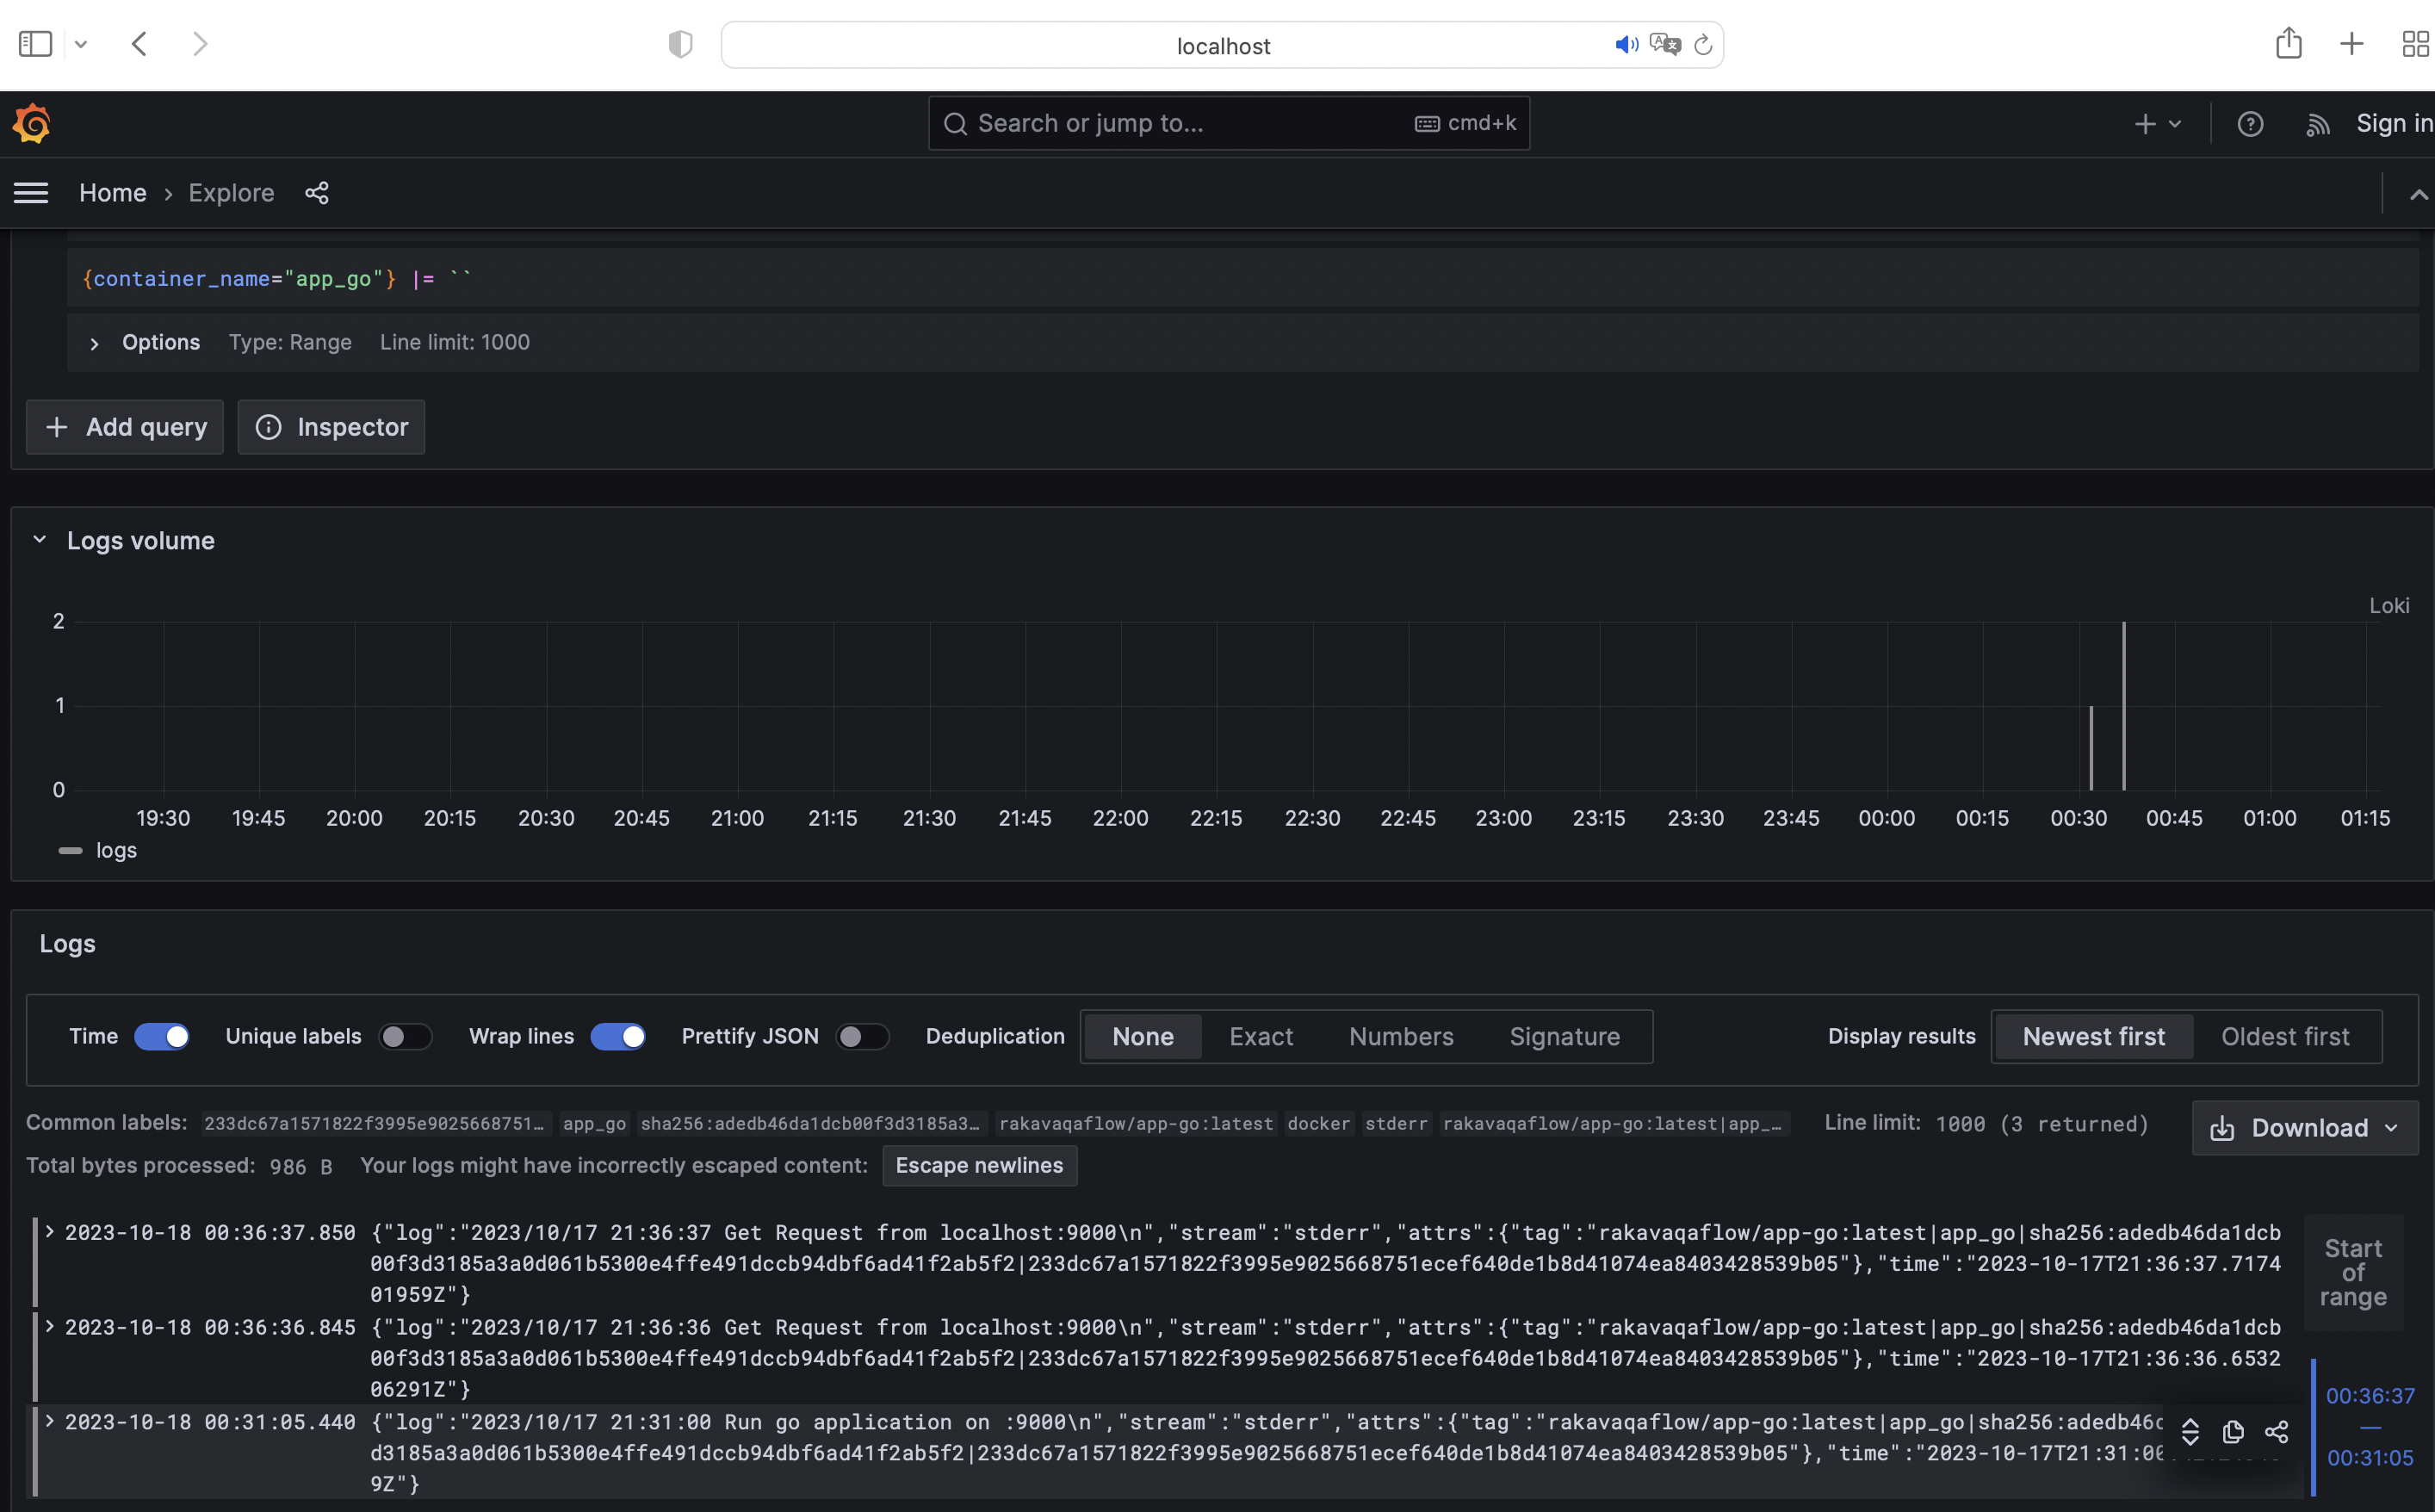 localhost
Search or jump to...
cmd+k
Sign in
Home
Explore
{container_name="app_go"} |= ``
Options Type: Range Line limit: 1000
Add query
Inspector
Logs volume
Loki
2
1
0
19:30 19:45 20:00 20:15 20:30 20:45 21:00 21:15 21:30 21:45 22:00 22:15 22:30 22:45 23:00 23:15 23:30 23:45 00:00 00:15 00:30 00:45 01:00 01:15
logs
Logs
Time Unique labels Wrap lines Prettify JSON Deduplication None Exact Numbers Signature Display results Newest first Oldest first
Common labels: 233dc67a1571822f3995e9025668751… app_go sha256:adedb46da1dcb00f3d3185a3… rakavaqaflow/app-go:latest docker stderr rakavaqaflow/app-go:latest|app_… Line limit: 1000 (3 returned)
Download
Total bytes processed: 986 B Your logs might have incorrectly escaped content: Escape newlines
2023-10-18 00:36:37.850 {"log":"2023/10/17 21:36:37 Get Request from localhost:9000\n","stream":"stderr","attrs":{"tag":"rakavaqaflow/app-go:latest|app_go|sha256:adedb46da1dcb
00f3d3185a3a0d061b5300e4ffe491dccb94dbf6ad41f2ab5f2|233dc67a1571822f3995e9025668751ecef640de1b8d41074ea8403428539b05"},"time":"2023-10-17T21:36:37.7174
01959Z"}
2023-10-18 00:36:36.845 {"log":"2023/10/17 21:36:36 Get Request from localhost:9000\n","stream":"stderr","attrs":{"tag":"rakavaqaflow/app-go:latest|app_go|sha256:adedb46da1dcb
00f3d3185a3a0d061b5300e4ffe491dccb94dbf6ad41f2ab5f2|233dc67a1571822f3995e9025668751ecef640de1b8d41074ea8403428539b05"},"time":"2023-10-17T21:36:36.6532
06291Z"}
2023-10-18 00:31:05.440 {"log":"2023/10/17 21:31:00 Run go application on :9000\n","stream":"stderr","attrs":{"tag":"rakavaqaflow/app-go:latest|app_go|sha256:adedb46d
d3185a3a0d061b5300e4ffe491dccb94dbf6ad41f2ab5f2|233dc67a1571822f3995e9025668751ecef640de1b8d41074ea8403428539b05"},"time":"2023-10-17T21:31:00
9Z"}
Start
of
range
00:36:37
—
00:31:05